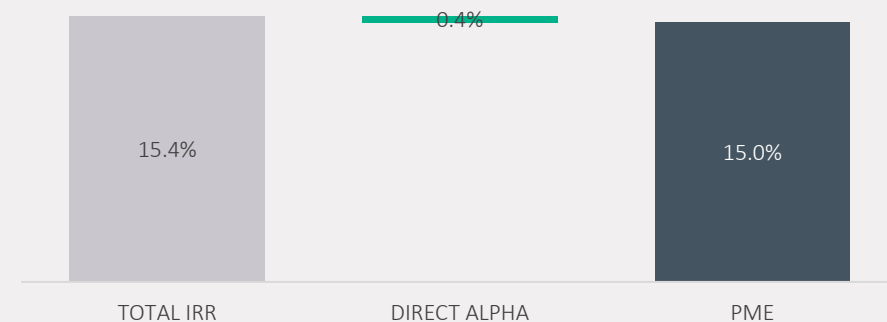 0.4%
15.4%
15.0%
TOTAL IRR
DIRECT ALPHA
PME